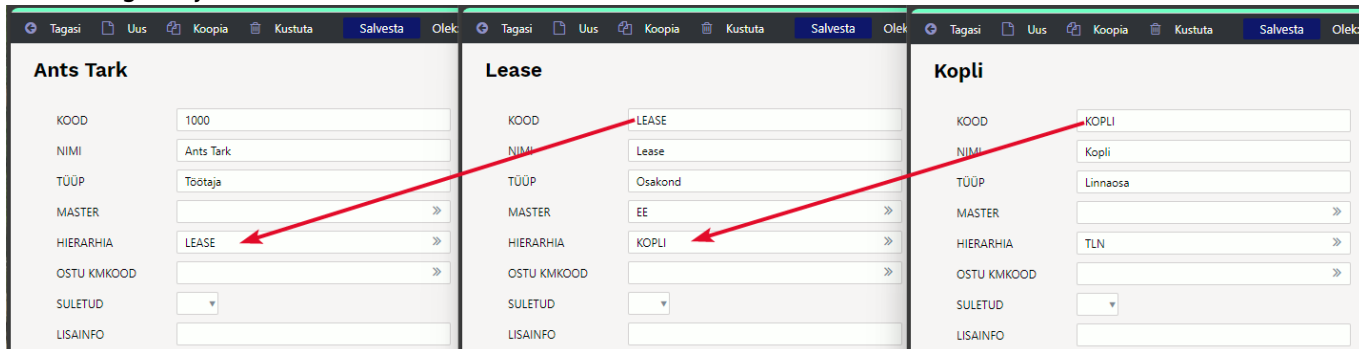 Tagasi Uus Koopia Kustuta Salvesta Olek:
Ants Tark
KOOD 1000
NIMI Ants Tark
TÜÜP Töötaja
MASTER
HIERARHIA LEASE
OSTU KMKOOD
SULETUD
LISAINFO
Tagasi Uus Koopia Kustuta Salvesta Olek
Lease
KOOD LEASE
NIMI Lease
TÜÜP Osakond
MASTER EE
HIERARHIA KOPLI
OSTU KMKOOD
SULETUD
LISAINFO
Tagasi Uus Koopia Kustuta Salvesta Olek:
Kopli
KOOD KOPLI
NIMI Kopli
TÜÜP Linnaosa
MASTER
HIERARHIA TLN
OSTU KMKOOD
SULETUD
LISAINFO